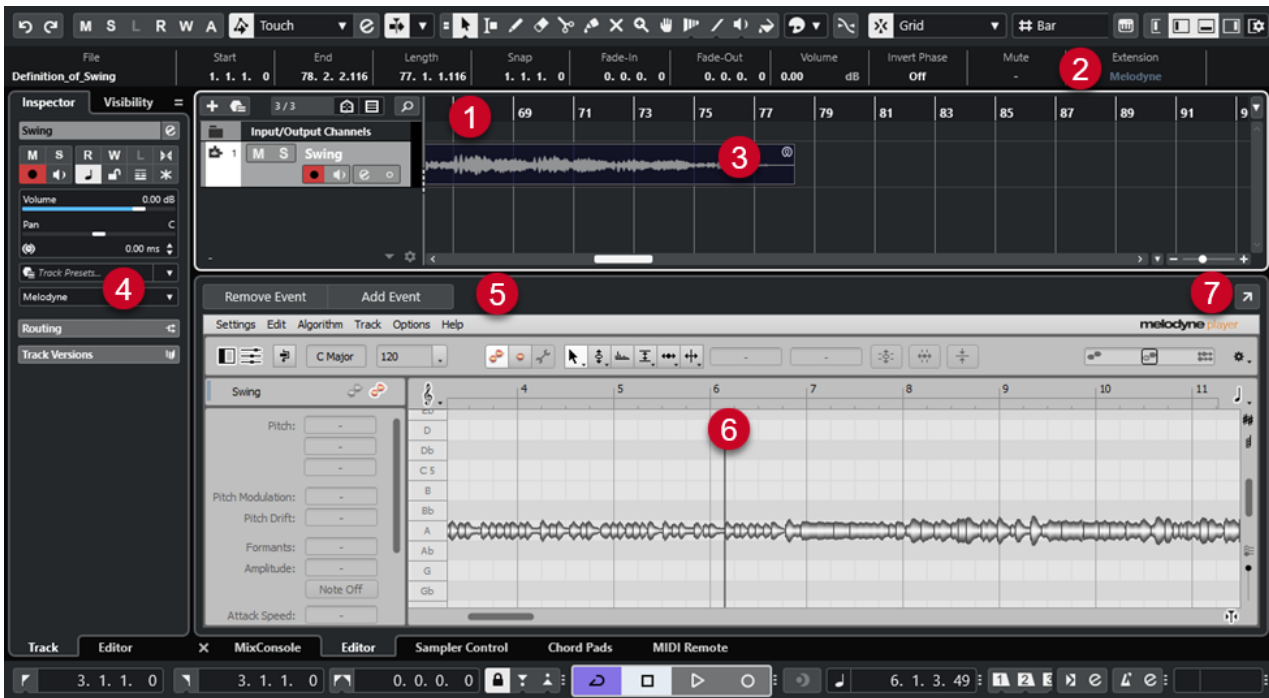 M S L R W A Touch Grid Bar
File Start End Length Snap Fade-In Fade-Out Volume Invert Phase Mute Extension
Definition_of_Swing 1. 1. 1. 0 78. 2. 2.116 77. 1. 1.116 1. 1. 1. 0 0. 0. 0. 0 0. 0. 0. 0 0.00 dB Off - 2 Melodyne
Inspector Visibility
3/3
1 69 71 73 75 77 79 81 83 85 87 89 91 9
Swing e
Input/Output Channels
M S R W L
1 M S Swing
3
Volume 0.00 dB
Pan C
0.00 ms
Track Presets...
4
Melodyne
Remove Event Add Event 5 7
Settings Edit Algorithm Track Options Help melodyne player
Routing
Track Versions
C Major 120 - -
Swing 4 5 6 7 8 9 10 11
Pitch: -
-
-
Pitch Modulation: -
Pitch Drift: -
Formants: -
Amplitude: -
Note Off
Attack Speed: -
Eb
D
Db
C 5
B
Bb
A
Ab
G
Gb
6
Track Editor MixConsole Editor Sampler Control Chord Pads MIDI Remote
3. 1. 1. 0 3. 1. 1. 0 0. 0. 0. 0 6. 1. 3. 49 1 2